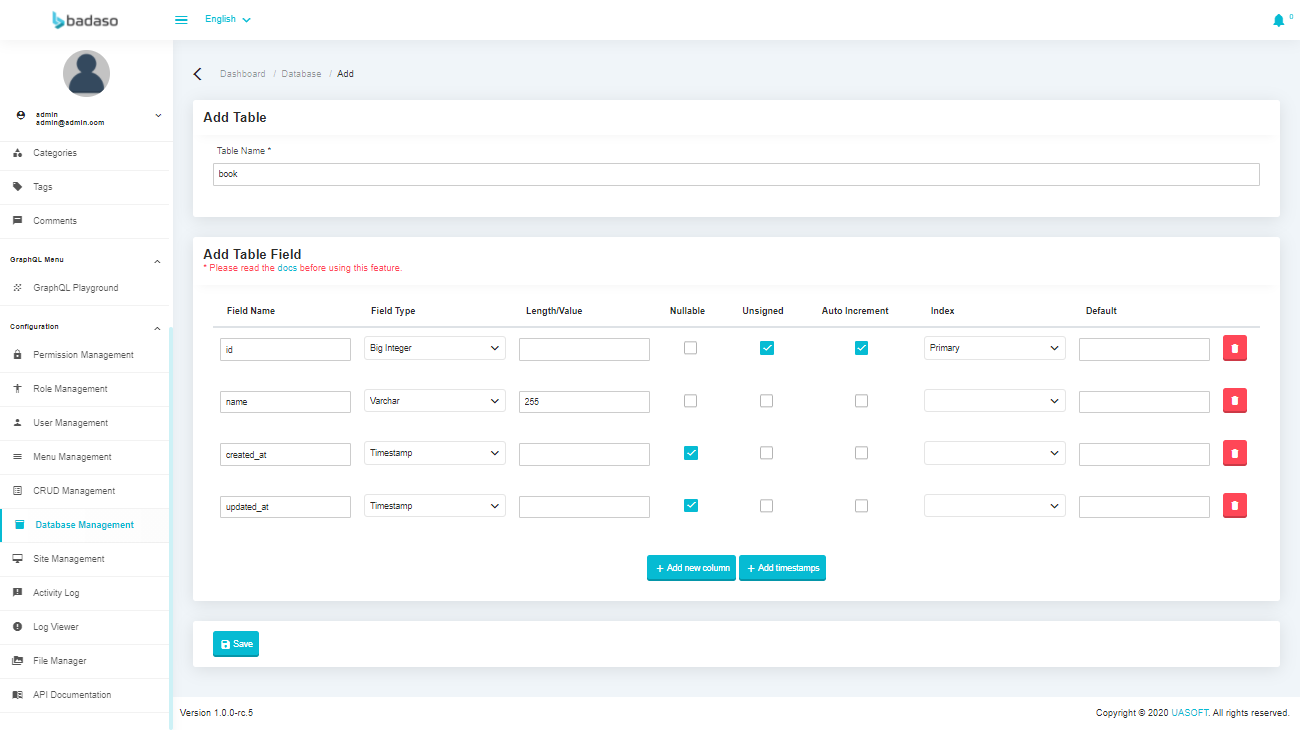 badaso
English
0
admin
admin@admin.com
Categories
Tags
Comments
GraphQL Menu
GraphQL Playground
Configuration
Permission Management
Role Management
User Management
Menu Management
CRUD Management
Database Management
Site Management
Activity Log
Log Viewer
File Manager
API Documentation
Dashboard / Database / Add
Add Table
Table Name *
book
Add Table Field
* Please read the docs before using this feature.
Field Name Field Type Length/Value Nullable Unsigned Auto Increment Index Default
id Big Integer Primary
name Varchar 255
created_at Timestamp
updated_at Timestamp
+ Add new column + Add timestamps
Save
Version 1.0.0-rc.5 Copyright © 2020 UASOFT. All rights reserved.